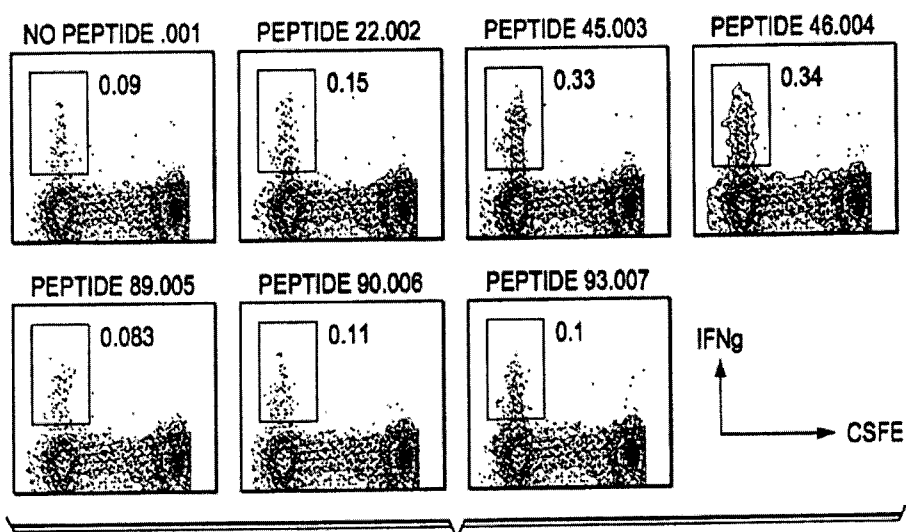 NO PEPTIDE .001
PEPTIDE 22.002
PEPTIDE 45.003
PEPTIDE 46.004
0.09
0.15
0.33
0.34
PEPTIDE 89.005
PEPTIDE 90.006
PEPTIDE 93.007
0.083
0.11
0.1
IFNg
CSFE